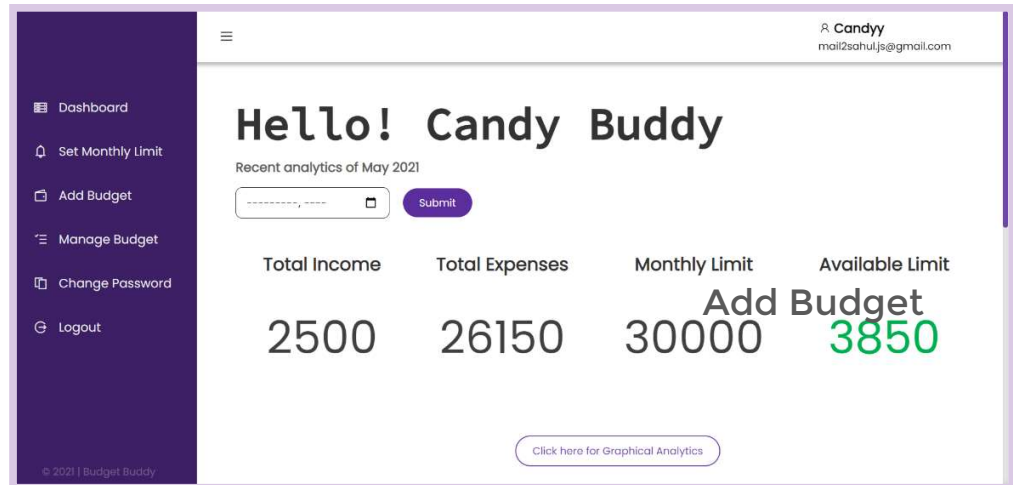 Candyy
mail2sahul.js@gmail.com
Dashboard
Set Monthly Limit
Add Budget
Manage Budget
Change Password
Logout
© 2021 | Budget Buddy
Hello! Candy Buddy
Recent analytics of May 2021
---------, ----
Submit
Total Income Total Expenses Monthly Limit Available Limit
Add Budget
2500 26150 30000 3850
Click here for Graphical Analytics